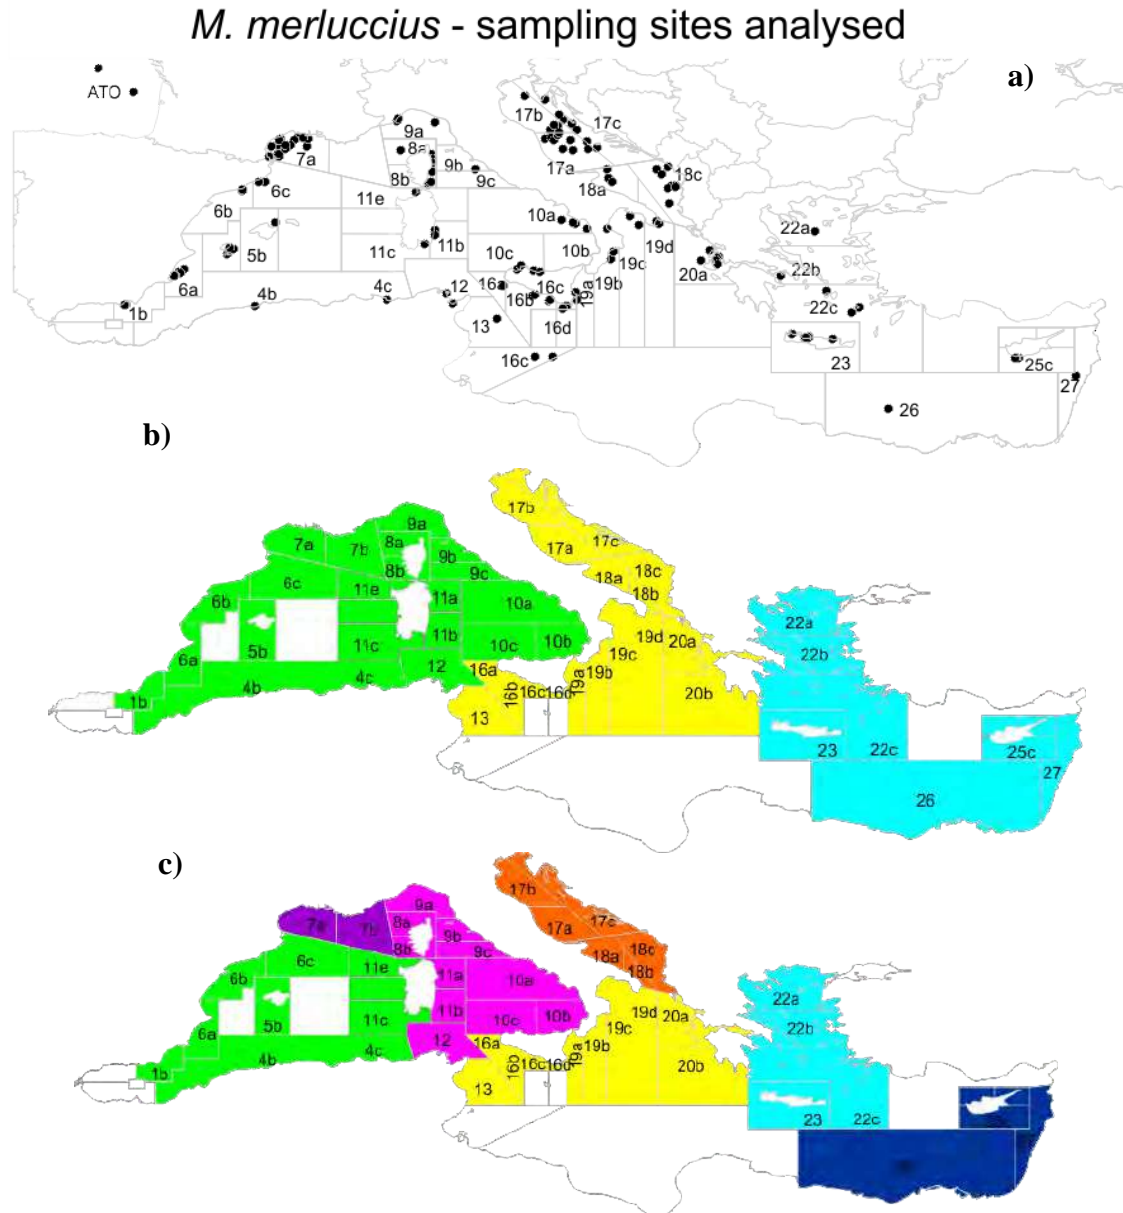 M. merluccius - sampling sites analysed
a)
ATO
17b
17c
9a
7a
8a
9b
17a
8b
9c
18a
18c
6c
11e
6b
10a
22a
11b
10c
10b
19d
5b
11c
19c
20a
6a
16
16c
19a
19b
22b
4b
4c
12
16b
1b
13
16d
22c
16c
23
25c
27
26
b)
17b
9a
7a
7b
8a
9b
17a
17c
8b
9c
18a
18c
6c
11e
11a
18b
6b
10a
22a
11b
10c
10b
19d
20a
5b
11c
19c
22b
6a
16a
19a
19b
4b
4c
12
16b
16c
16d
20b
1b
13
23
22c
25c
27
26
c)
17b
9a
7a
7b
8a
9b
17a
17c
8b
9c
18a
18c
6c
11e
11a
18b
6b
10a
22a
5b
11c
11b
10c
10b
19d
20a
19c
22b
6a
12
16a
19a
19b
4b
4c
16b
16c
16d
20b
1b
13
23
22c